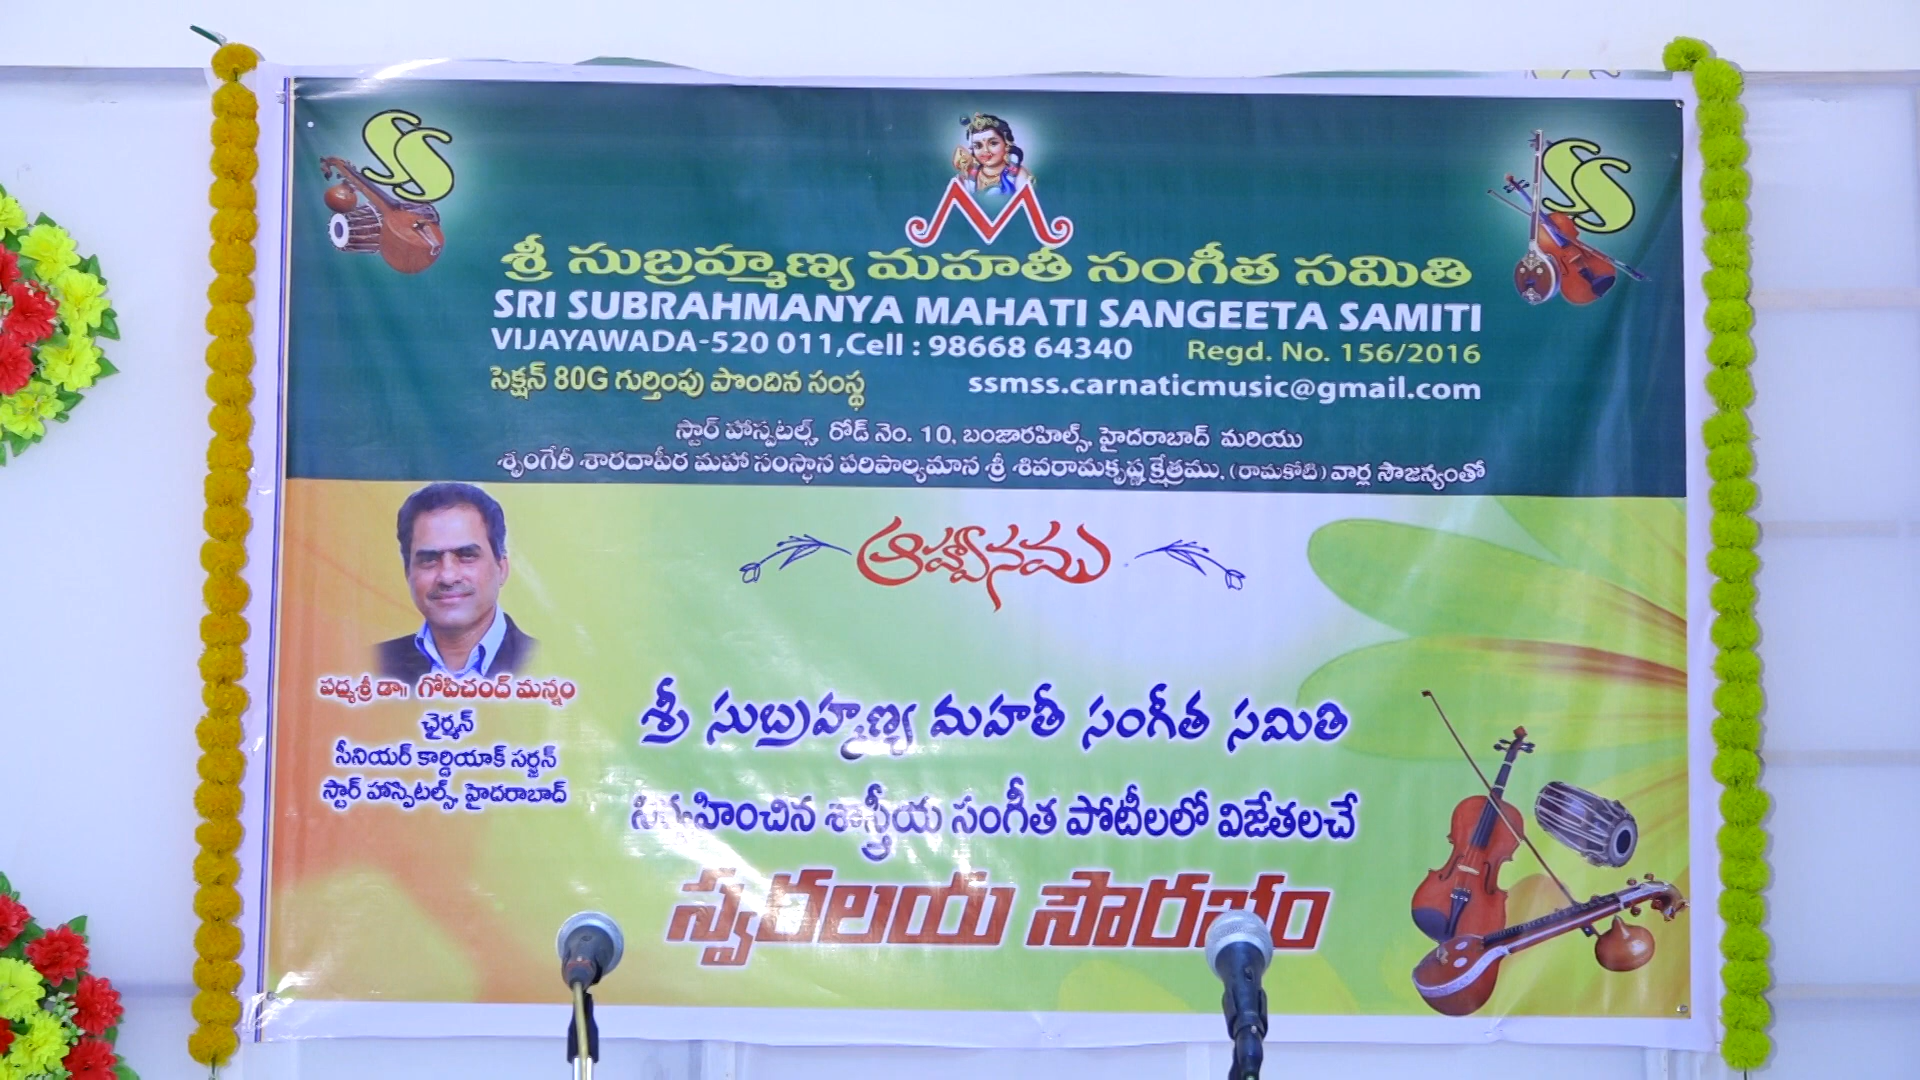 SS
SS
M
శ్రీ సుబ్రహ్మణ్య మహతీ సంగీత సమితి
SRI SUBRAHMANYA MAHATI SANGEETA SAMITI
VIJAYAWADA-520 011,Cell : 98668 64340 Regd. No. 156/2016
సెక్షన్ 80G గుర్తింపు పొందిన సంస్థ ssmss.carnaticmusic@gmail.com
స్టార్ హాస్పటల్స్, రోడ్ నెం. 10, బంజారహిల్స్, హైదరాబాద్ మరియు
శృంగేరీ శారదాపీఠ మహా సంస్థాన పరిపాల్యమాన శ్రీ శివరామకృష్ణ క్షేత్రము, (రామకోటి) వార్ల సౌజన్యంతో
ఆహ్వానము
పద్మశ్రీ డా॥ గోపిచంద్ మన్నం
ఛైర్మన్
సీనియర్ కార్డియాక్ సర్జన్
స్టార్ హాస్పిటల్స్, హైదరాబాద్
శ్రీ సుబ్రహ్మణ్య మహతీ సంగీత సమితి
నిర్వహించిన శాస్త్రీయ సంగీత పోటీలలో విజేతలచే
స్వరలయ సౌరభం